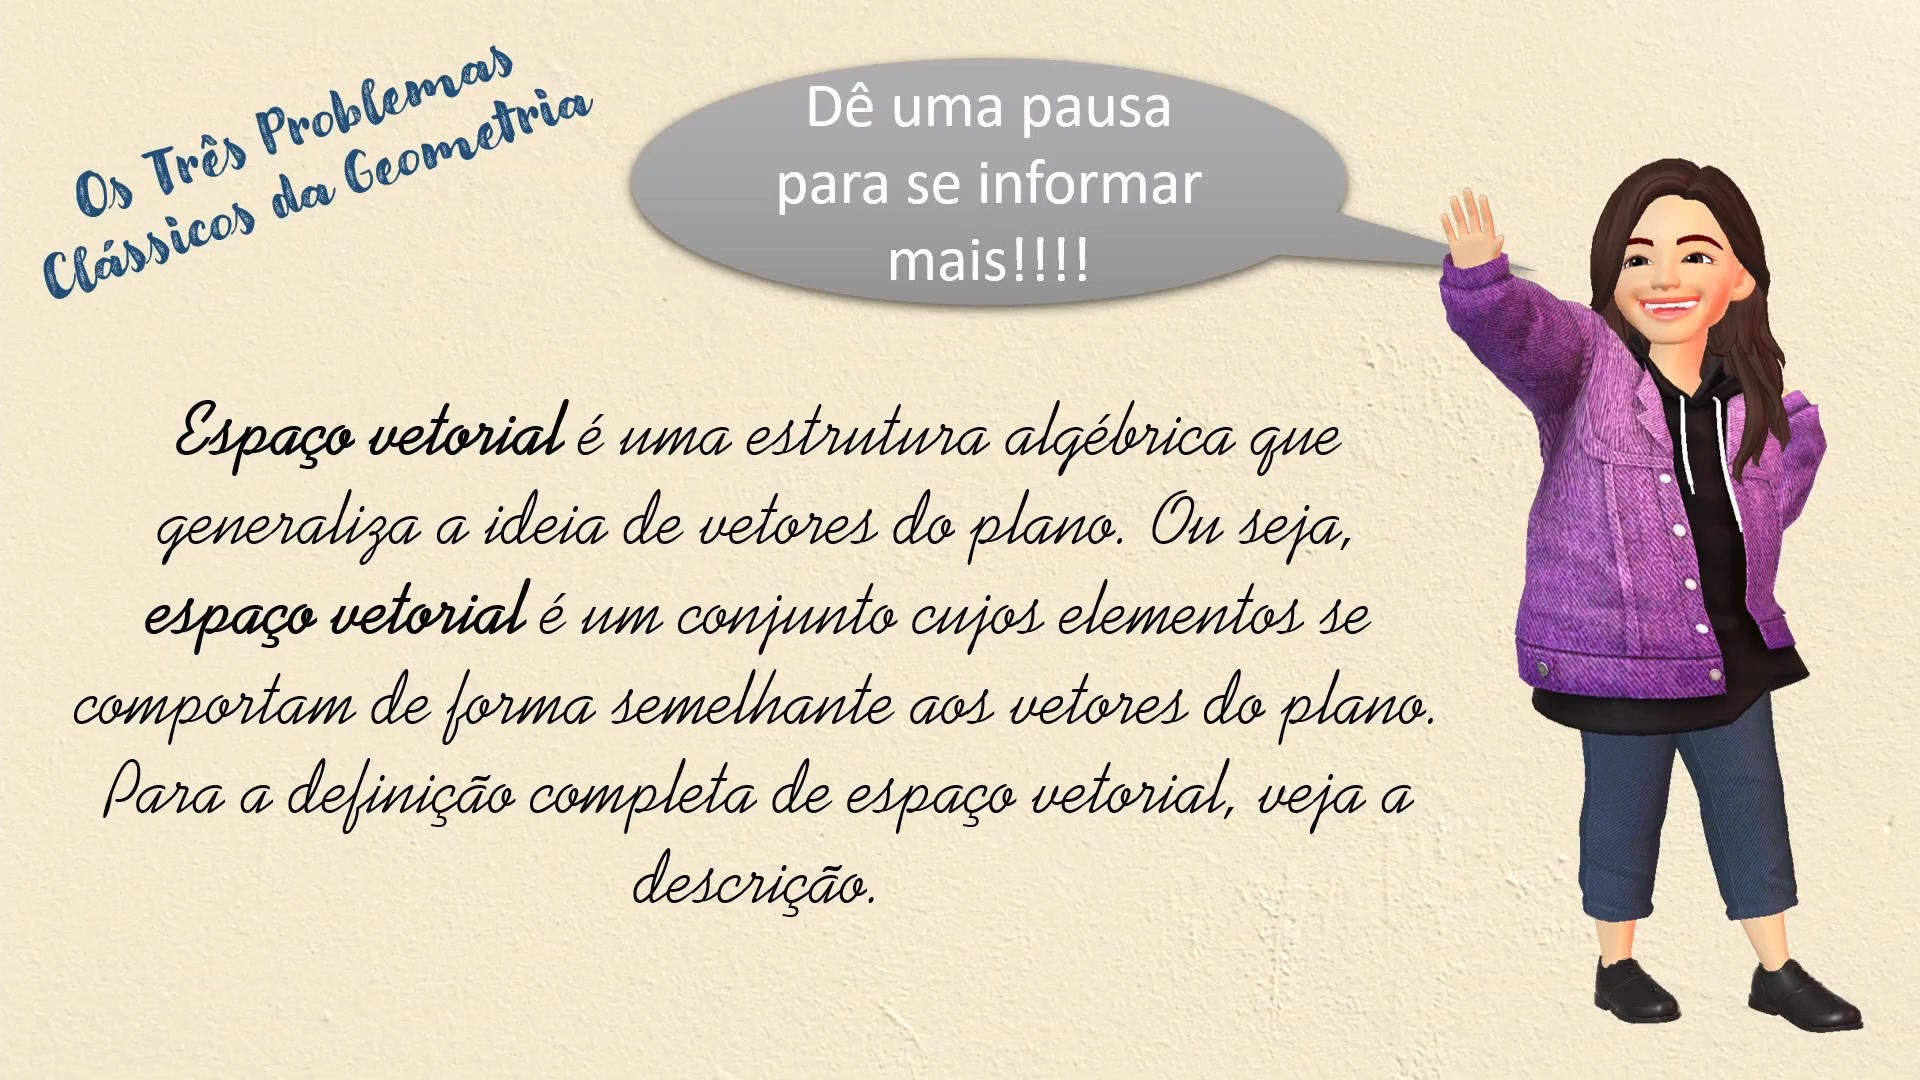 Os Três Problemas
Clássicos da Geometria
Dê uma pausa
para se informar
mais!!!!
Espaço vetorial é uma estrutura algébrica que
generaliza a ideia de vetores do plano. Ou seja,
espaço vetorial é um conjunto cujos elementos se
comportam de forma semelhante aos vetores do plano.
Para a definição completa de espaço vetorial, veja a
descrição.